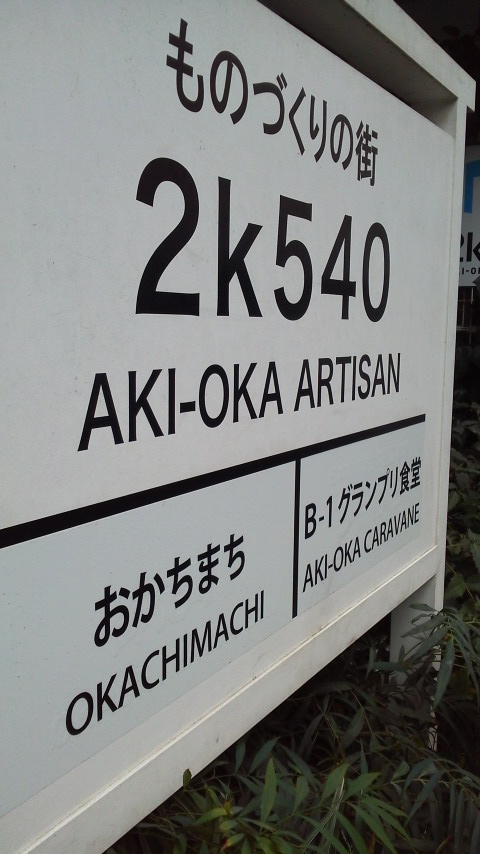 ものづくりの街
2k540
AKI-OKA ARTISAN
おかちまち
OKACHIMACHI
B-1グランプリ食堂
AKI-OKA CARAVANE